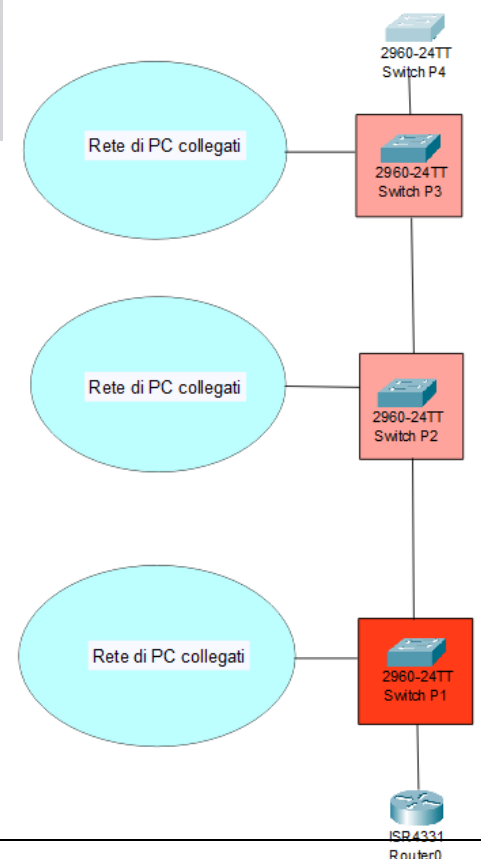 2960-24TT
Switch P4
Rete di PC collegati
2960-24TT
Switch P3
Rete di PC collegati
2960-24TT
Switch P2
Rete di PC collegati
2960-24TT
Switch P1
ISR4331
Router0